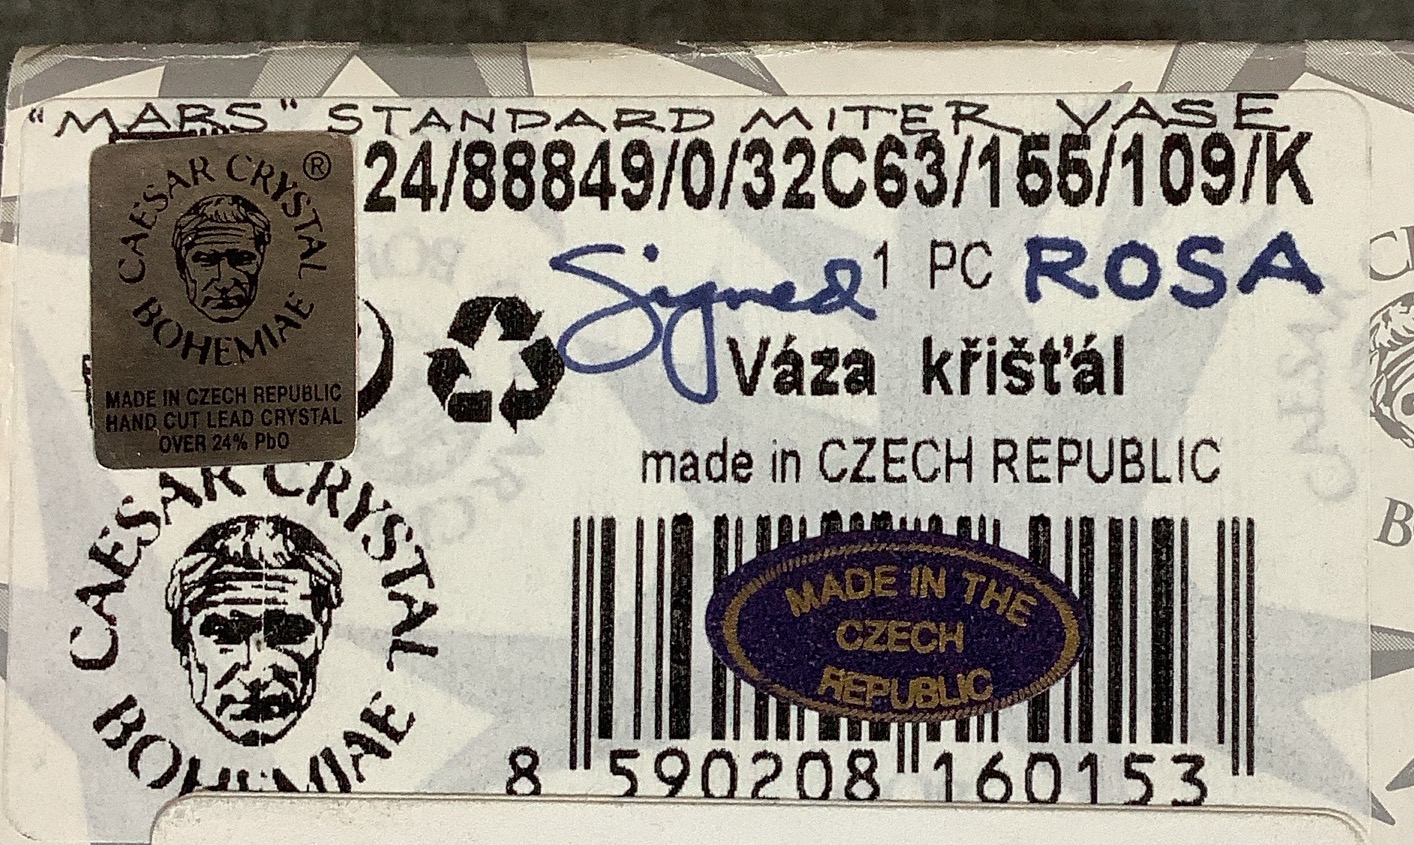 "MARS" STANDARD MITER VASE
24/88849/0/32C63/155/109/K
Signed 1 PC ROSA
Váza křišťál
made in CZECH REPUBLIC
CAESAR CRYSTAL ®
BOHEMIAE
MADE IN CZECH REPUBLIC
HAND CUT LEAD CRYSTAL
OVER 24% PbO
CAESAR CRYSTAL
BOHEMIAE
MADE IN THE
CZECH
REPUBLIC
8 590208 160153